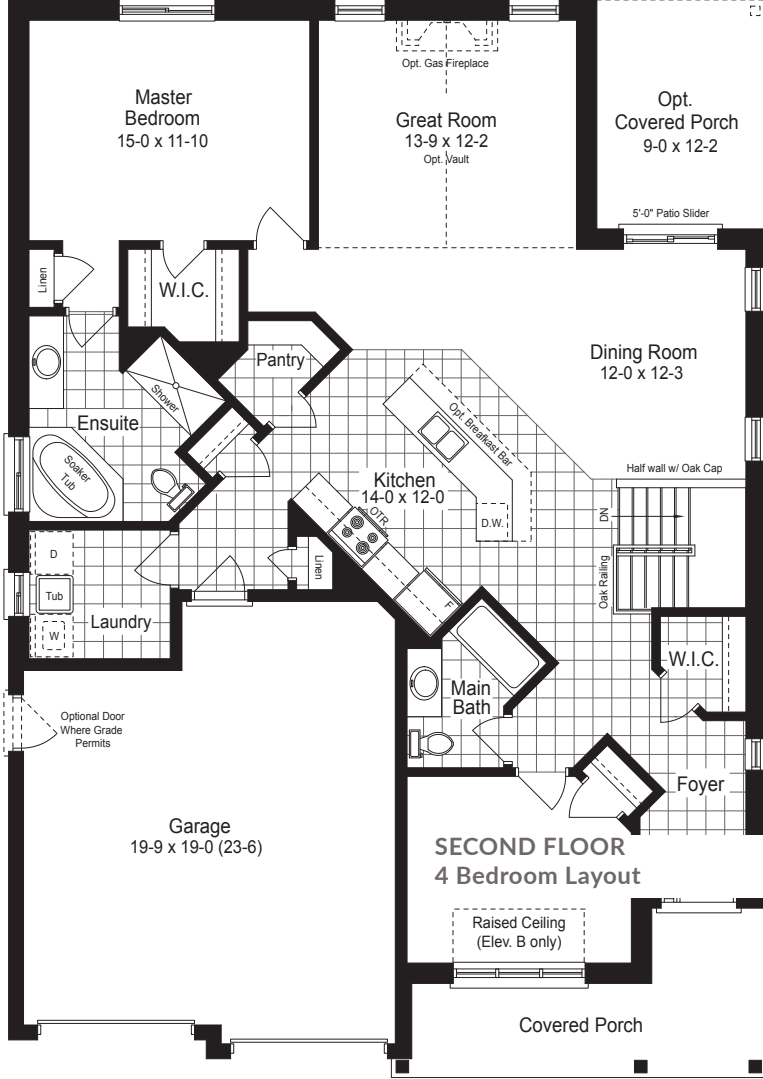 Opt. Gas Fireplace
Master
Bedroom
15-0 x 11-10
Great Room
13-9 x 12-2
Opt. Vault
Opt.
Covered Porch
9-0 x 12-2
5'-0" Patio Slider
Linen
W.I.C.
Pantry
Dining Room
12-0 x 12-3
Shower
Ensuite
Opt. Breakfast Bar
Soaker
Tub
Kitchen
14-0 x 12-0
Half wall w/ Oak Cap
OTR
D.W.
DN
D
Tub
W
Laundry
Linen
F
Oak Railing
W.I.C.
Main
Bath
Optional Door
Where Grade
Permits
Foyer
Garage
19-9 x 19-0 (23-6)
SECOND FLOOR
4 Bedroom Layout
Raised Ceiling
(Elev. B only)
Covered Porch